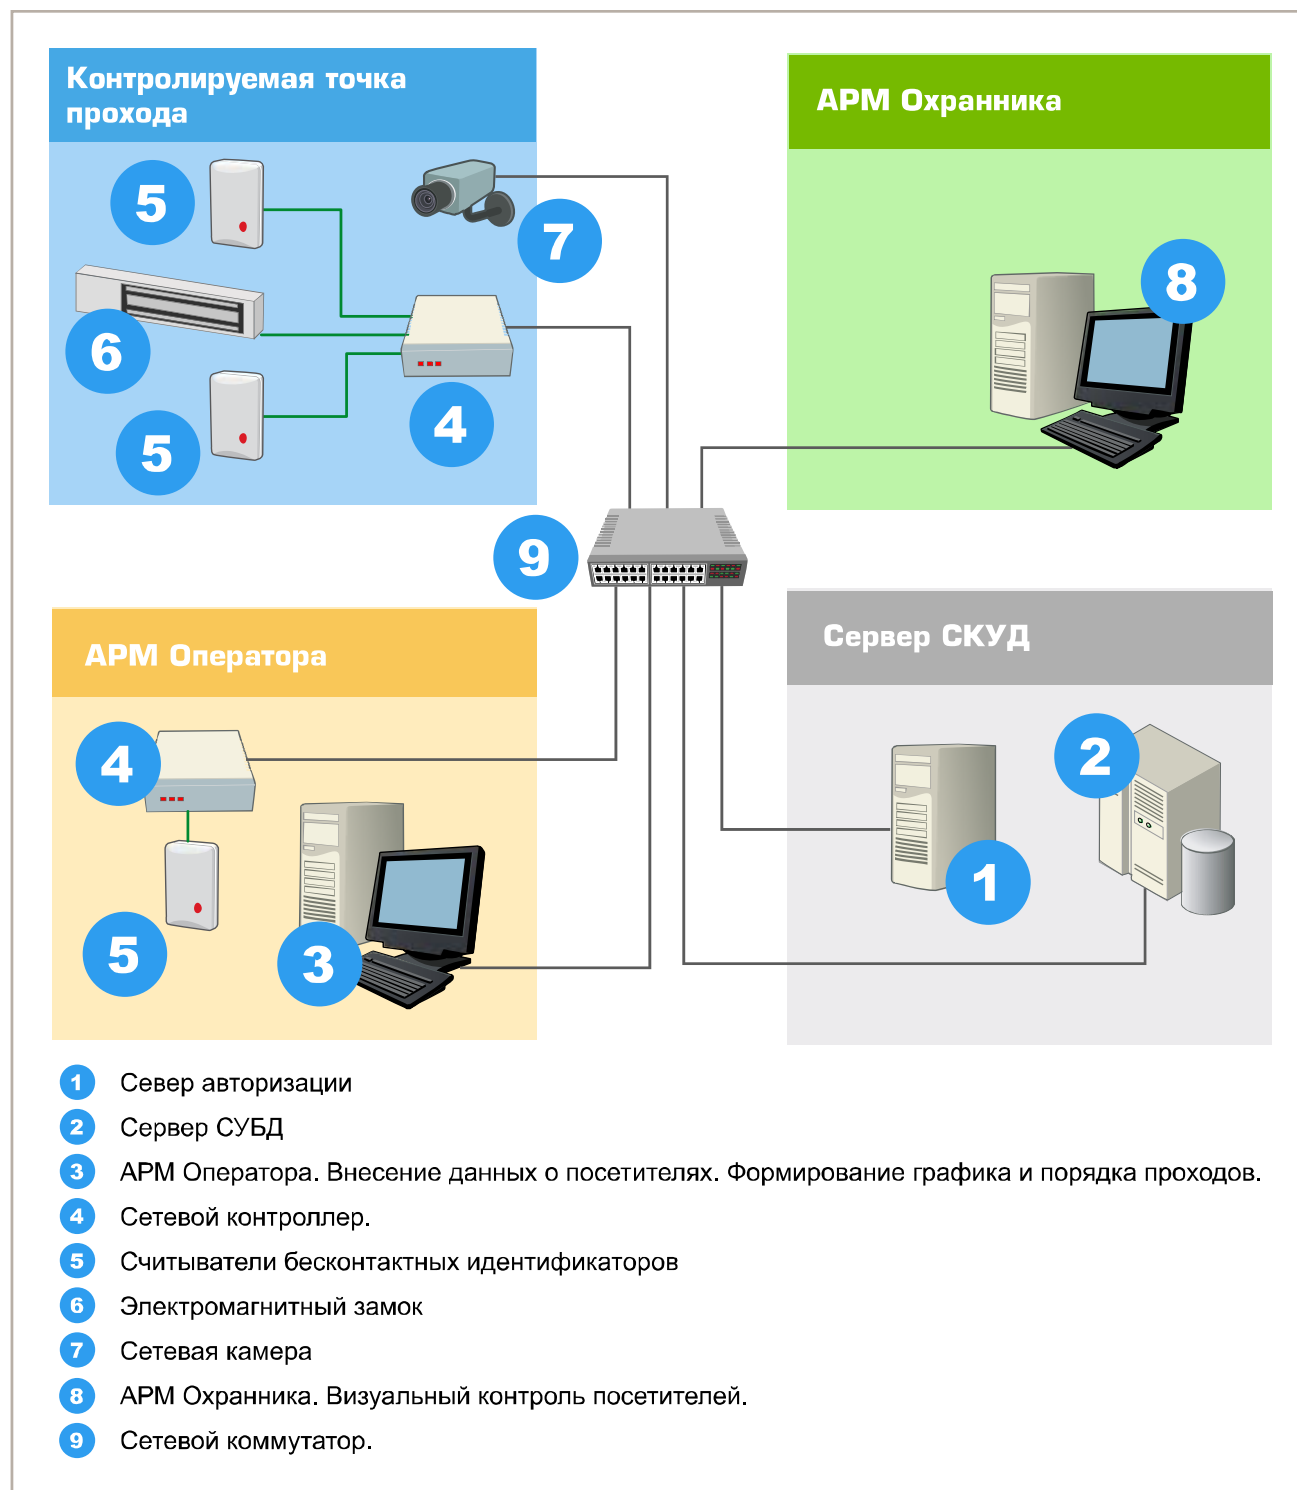 Контролируемая точка
прохода
АРМ Охранника
5
7
8
6
5
4
9
АРМ Оператора
Сервер СКУД
4
2
1
5
3
1 Север авторизации
2 Сервер СУБД
3 АРМ Оператора. Внесение данных о посетителях. Формирование графика и порядка проходов.
4 Сетевой контроллер.
5 Считыватели бесконтактных идентификаторов
6 Электромагнитный замок
7 Сетевая камера
8 АРМ Охранника. Визуальный контроль посетителей.
9 Сетевой коммутатор.